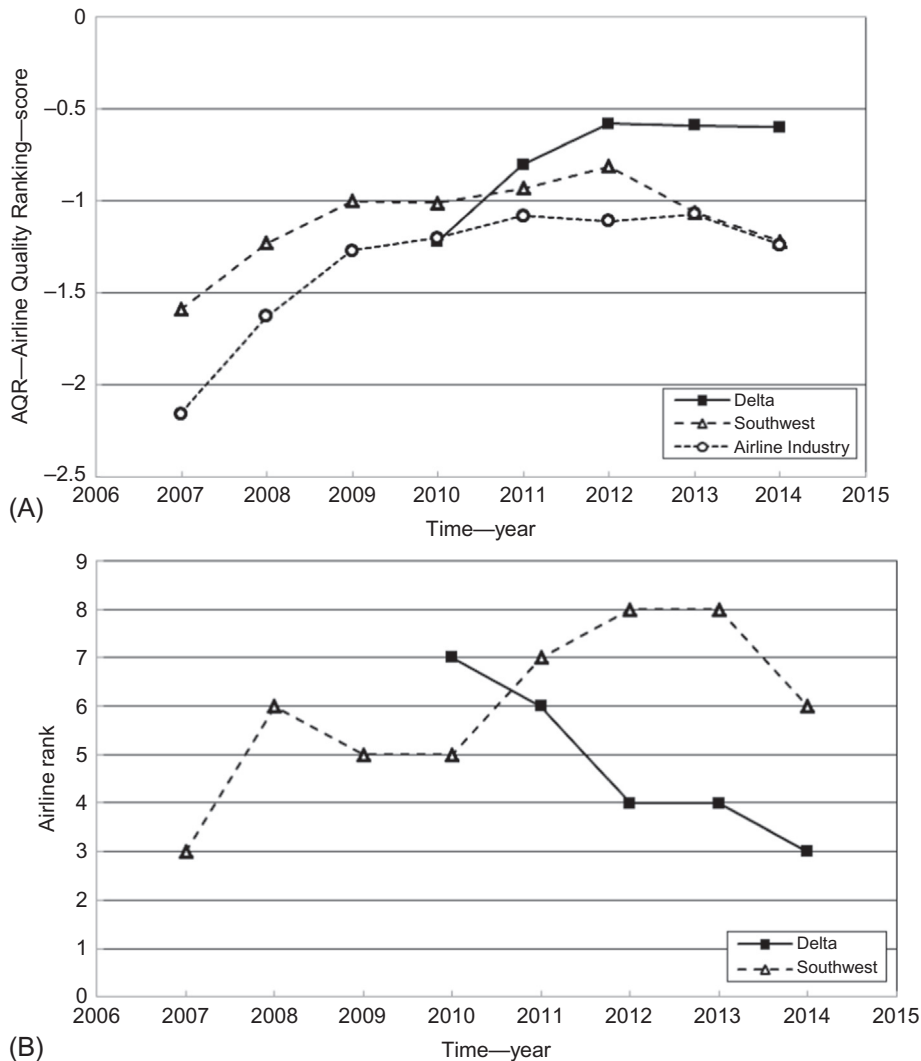 AQR—Airline Quality Ranking—score
0
–0.5
–1
–1.5
–2
–2.5
Delta
Southwest
Airline Industry
2006 2007 2008 2009 2010 2011 2012 2013 2014 2015
(A)
Time—year
Airline rank
9
8
7
6
5
4
3
2
1
0
Delta
Southwest
2006 2007 2008 2009 2010 2011 2012 2013 2014 2015
(B)
Time—year